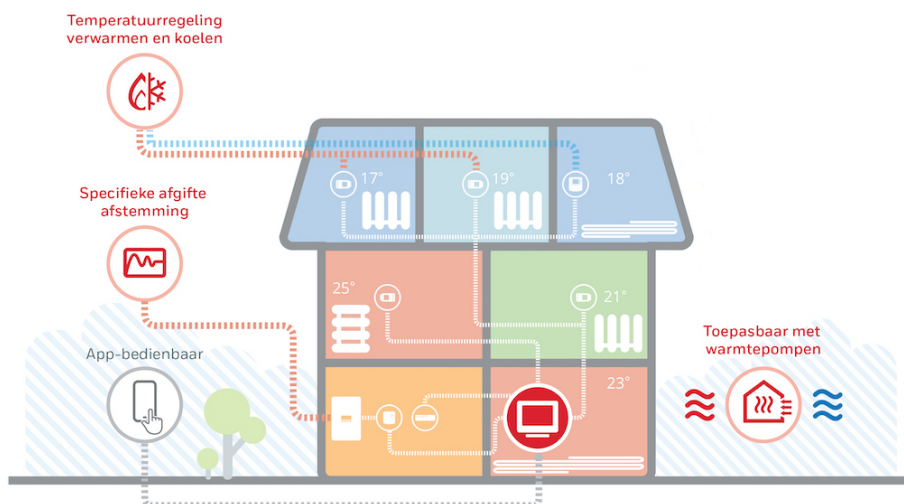 Temperatuurregeling
verwarmen en koelen
17°
19°
18°
Specifieke afgifte
afstemming
25°
21°
App-bedienbaar
23°
Toepasbaar met
warmtepompen